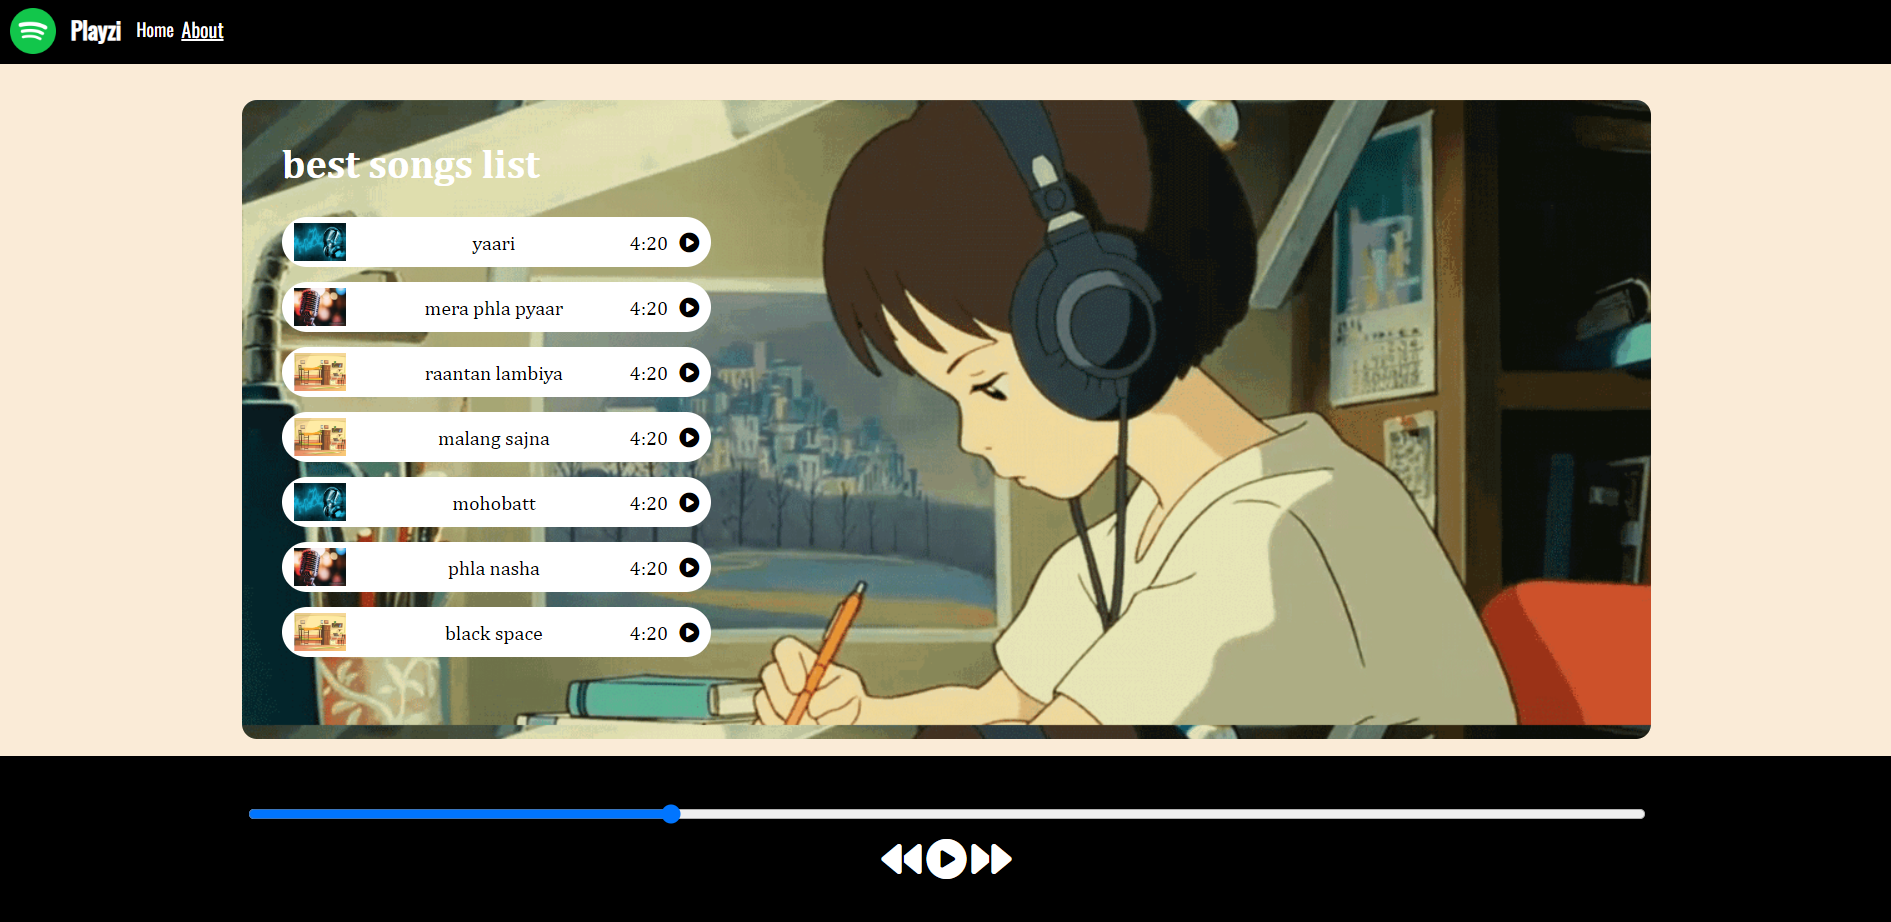 Playzi Home About
best songs list
yaari 4:20
mera phla pyaar 4:20
raantan lambiya 4:20
malang sajna 4:20
mohobatt 4:20
phla nasha 4:20
black space 4:20